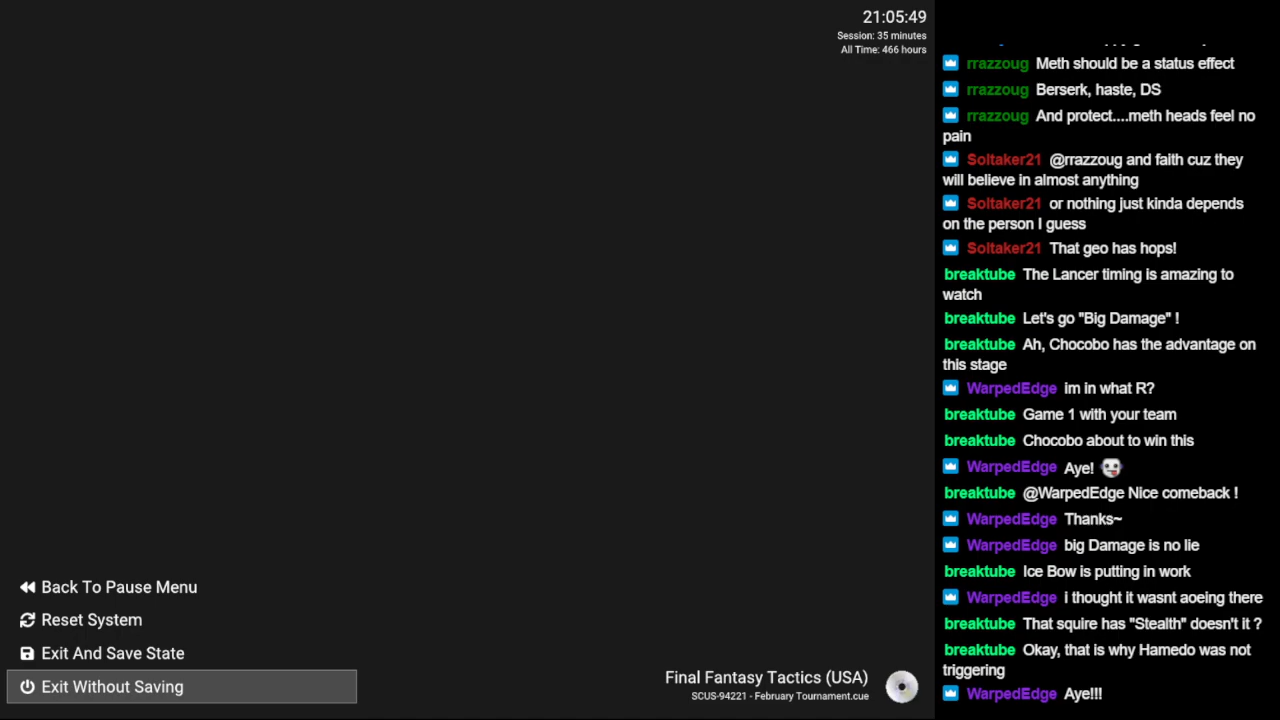 21:05:49
Session: 35 minutes
All Time: 466 hours
Back To Pause Menu
Reset System
Exit And Save State
Exit Without Saving
Final Fantasy Tactics (USA)
SCUS-94221 - February Tournament.cue
rrazzoug Meth should be a status effect
rrazzoug Berserk, haste, DS
rrazzoug And protect....meth heads feel no
pain
Soltaker21 @rrazzoug and faith cuz they
will believe in almost anything
Soltaker21 or nothing just kinda depends
on the person I guess
Soltaker21 That geo has hops!
breaktube The Lancer timing is amazing to
watch
breaktube Let's go "Big Damage" !
breaktube Ah, Chocobo has the advantage on
this stage
WarpedEdge im in what R?
breaktube Game 1 with your team
breaktube Chocobo about to win this
WarpedEdge Aye!
breaktube @WarpedEdge Nice comeback !
WarpedEdge Thanks~
WarpedEdge big Damage is no lie
breaktube Ice Bow is putting in work
WarpedEdge i thought it wasnt aoeing there
breaktube That squire has "Stealth" doesn't it ?
breaktube Okay, that is why Hamedo was not
triggering
WarpedEdge Aye!!!